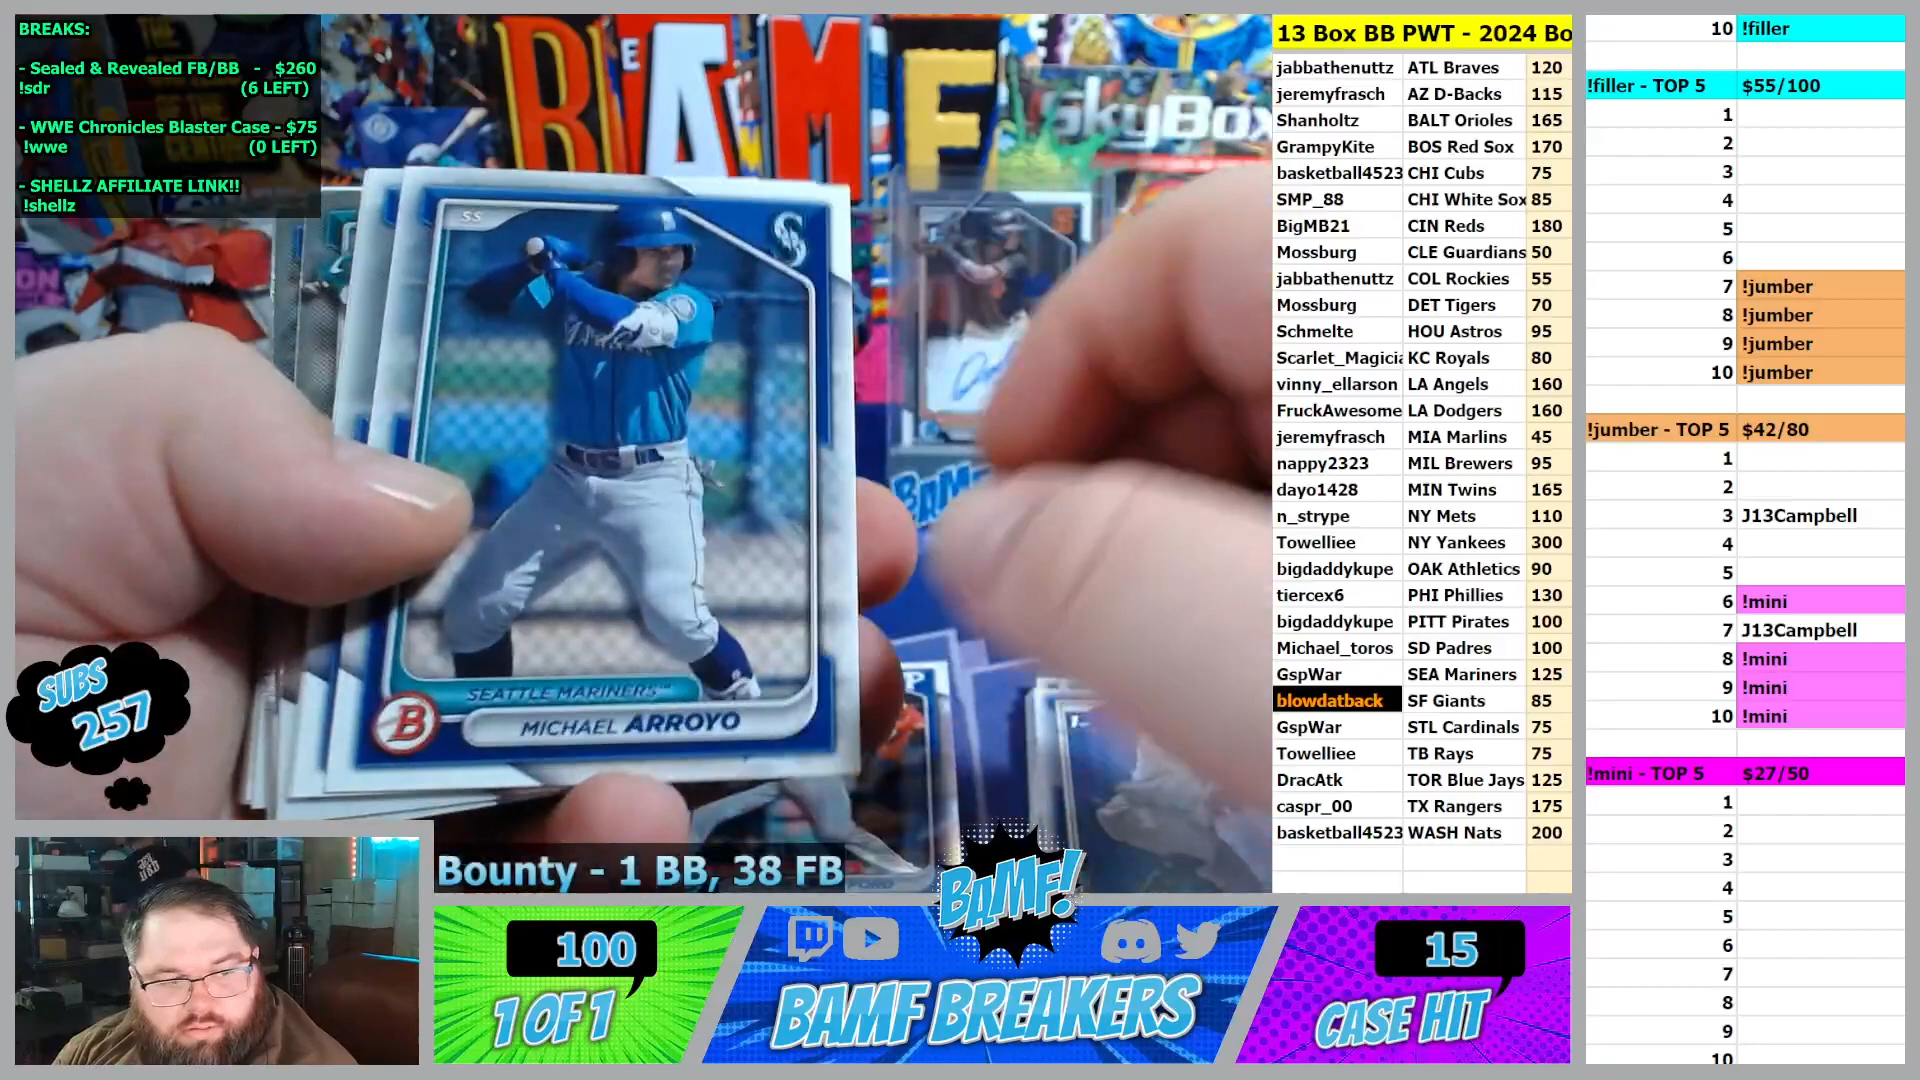 BREAKS:
- Sealed & Revealed FB/BB - $260
!sdr (6 LEFT)
- WWE Chronicles Blaster Case - $75
!wwe (0 LEFT)
- SHELLZ AFFILIATE LINK!!
!shellz
BAMF
SkyBox
SS
SEATTLE MARINERS™
MICHAEL ARROYO
B
SUBS
257
Bounty - 1 BB, 38 FB
BAMF!
100
1 OF 1
BAMF BREAKERS
15
CASE HIT
13 Box BB PWT - 2024 Bo
jabbathenuttz ATL Braves 120
jeremyfrasch AZ D-Backs 115
Shanholtz BALT Orioles 165
GrampyKite BOS Red Sox 170
basketball4523 CHI Cubs 75
SMP_88 CHI White Sox 85
BigMB21 CIN Reds 180
Mossburg CLE Guardians 50
jabbathenuttz COL Rockies 55
Mossburg DET Tigers 70
Schmelte HOU Astros 95
Scarlet_Magicia KC Royals 80
vinny_ellarson LA Angels 160
FruckAwesome LA Dodgers 160
jeremyfrasch MIA Marlins 45
nappy2323 MIL Brewers 95
dayo1428 MIN Twins 165
n_strype NY Mets 110
Towelliee NY Yankees 300
bigdaddykupe OAK Athletics 90
tiercex6 PHI Phillies 130
bigdaddykupe PITT Pirates 100
Michael_toros SD Padres 100
GspWar SEA Mariners 125
blowdatback SF Giants 85
GspWar STL Cardinals 75
Towelliee TB Rays 75
DracAtk TOR Blue Jays 125
caspr_00 TX Rangers 175
basketball4523 WASH Nats 200
10 !filler
!filler - TOP 5 $55/100
1
2
3
4
5
6
7 !jumber
8 !jumber
9 !jumber
10 !jumber
!jumber - TOP 5 $42/80
1
2
3 J13Campbell
4
5
6 !mini
7 J13Campbell
8 !mini
9 !mini
10 !mini
!mini - TOP 5 $27/50
1
2
3
4
5
6
7
8
9
10